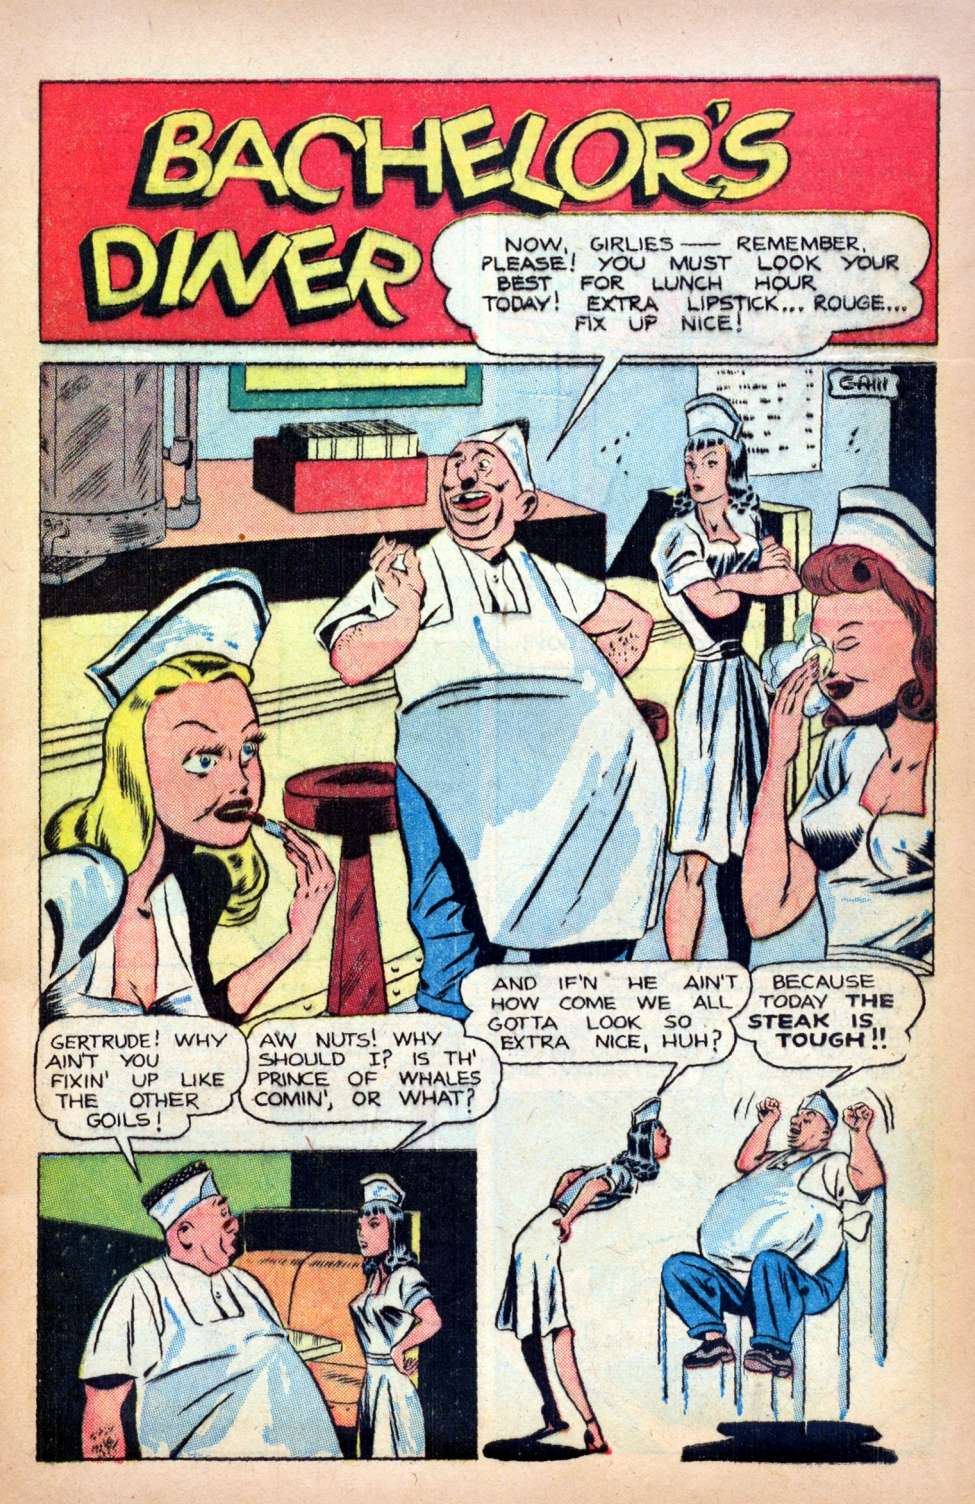 BACHELOR'S
DINER
NOW, GIRLIES — REMEMBER,
PLEASE! YOU MUST LOOK YOUR
BEST FOR LUNCH HOUR
TODAY! EXTRA LIPSTICK... ROUGE...
FIX UP NICE!
GERTRUDE! WHY
AIN'T YOU
FIXIN' UP LIKE
THE OTHER
GOILS!
AW NUTS! WHY
SHOULD I? IS TH'
PRINCE OF WHALES
COMIN', OR WHAT?
AND IF'N HE AIN'T
HOW COME WE ALL
GOTTA LOOK SO
EXTRA NICE, HUH?
BECAUSE
TODAY THE
STEAK IS
TOUGH!!